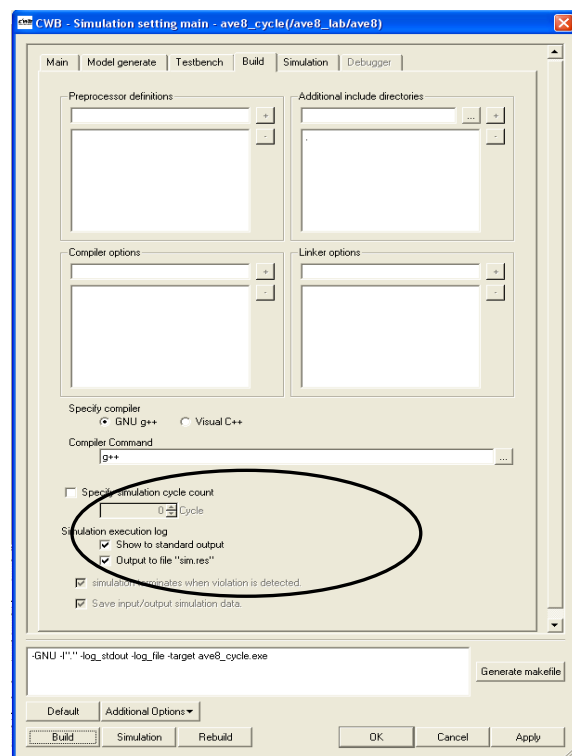 CWB - Simulation setting main - ave8_cycle(/ave8_lab/ave8)
Main Model generate Testbench Build Simulation Debugger
Preprocessor definitions Additional include directories
+ ... +
- . -
Compiler options Linker options
+ +
- -
Specify compiler
GNU g++ Visual C++
Compiler Command
g++ ...
Specify simulation cycle count
0 Cycle
Simulation execution log
Show to standard output
Output to file "sim.res"
simulation terminates when violation is detected.
Save input/output simulation data.
-GNU -I"." -log_stdout -log_file -target ave8_cycle.exe
Generate makefile
Default Additional Options
Build Simulation Rebuild OK Cancel Apply